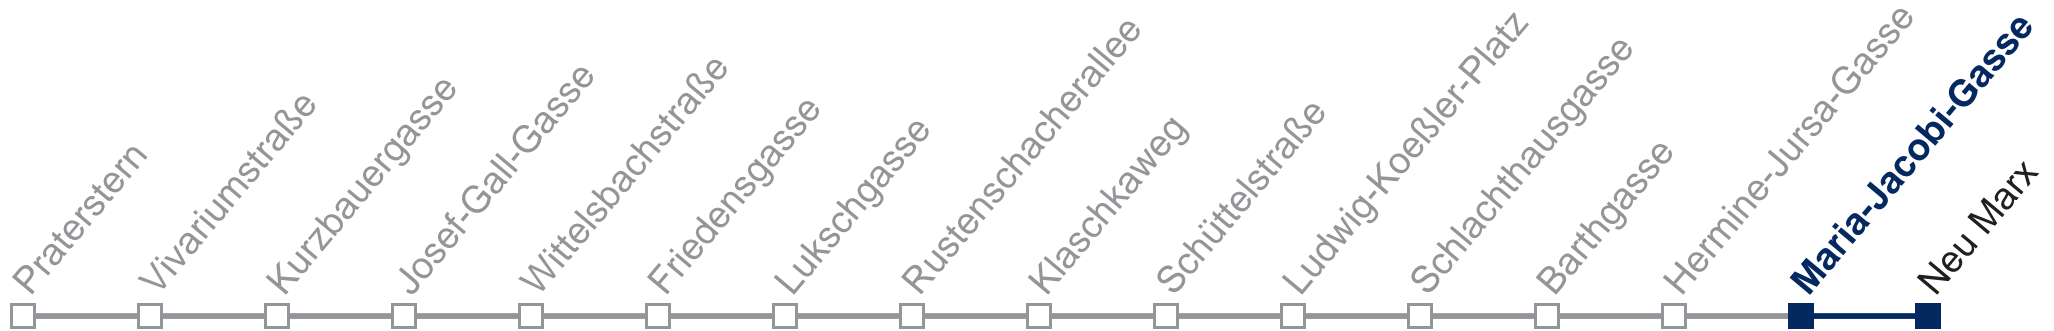 Praterstern
Vivariumstraße
Kurzbauergasse
Josef-Gall-Gasse
Wittelsbachstraße
Friedensgasse
Lukschgasse
Rustenschacherallee
Klaschkaweg
Schüttelstraße
Ludwig-Koeßler-Platz
Schlachthausgasse
Barthgasse
Hermine-Jursa-Gasse
Maria-Jacobi-Gasse
Neu Marx